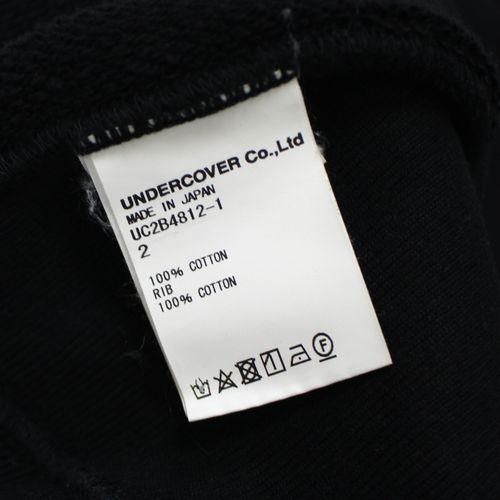 UNDERCOVER Co.,Ltd
MADE IN JAPAN
UC2B4812-1
2
100% COTTON
RIB
100% COTTON
F